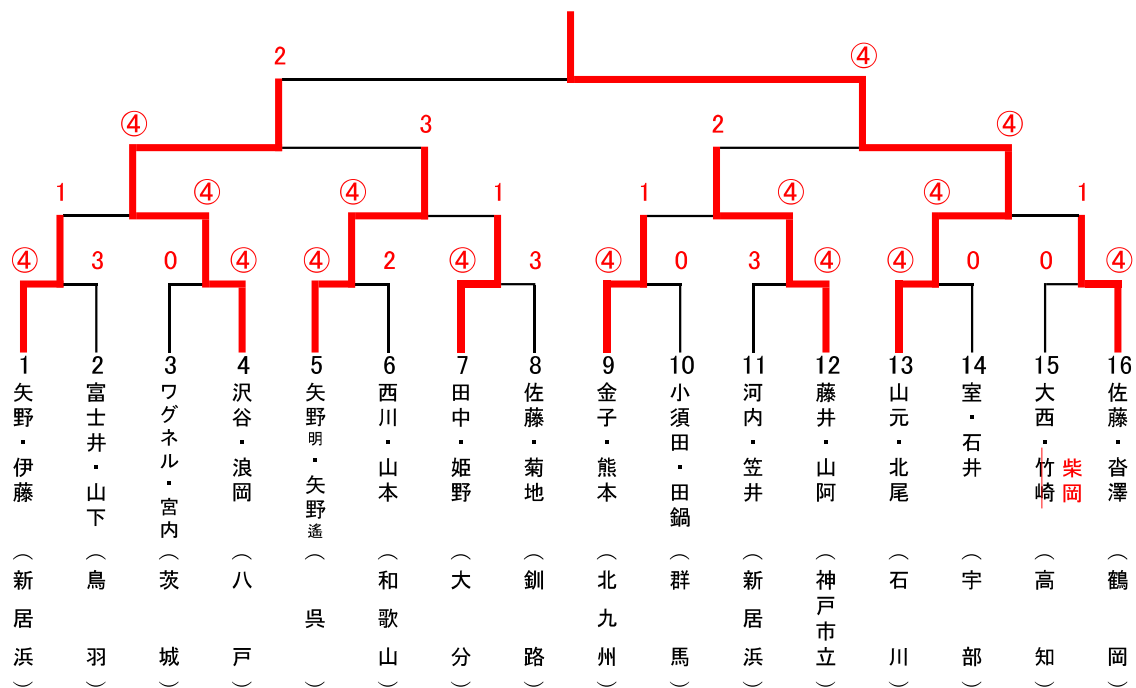 2 ④
④ 3 2 ④
1 ④ ④ 1 1 ④ ④ 1
④ 3 0 ④ ④ 2 ④ 3 ④ 0 3 ④ ④ 0 0 ④
1 矢野・伊藤 （新居浜）
2 富士井・山下 （鳥羽）
3 ワグネル・宮内 （茨城）
4 沢谷・浪岡 （八戸）
5 矢野明・矢野遙 （呉）
6 西川・山本 （和歌山）
7 田中・姫野 （大分）
8 佐藤・菊地 （釧路）
9 金子・熊本 （北九州）
10 小須田・田鍋 （群馬）
11 河内・笠井 （新居浜）
12 藤井・山阿 （神戸市立）
13 山元・北尾 （石川）
14 室・石井 （宇部）
15 大西・竹崎 （高知）
柴岡
16 佐藤・沓澤 （鶴岡）